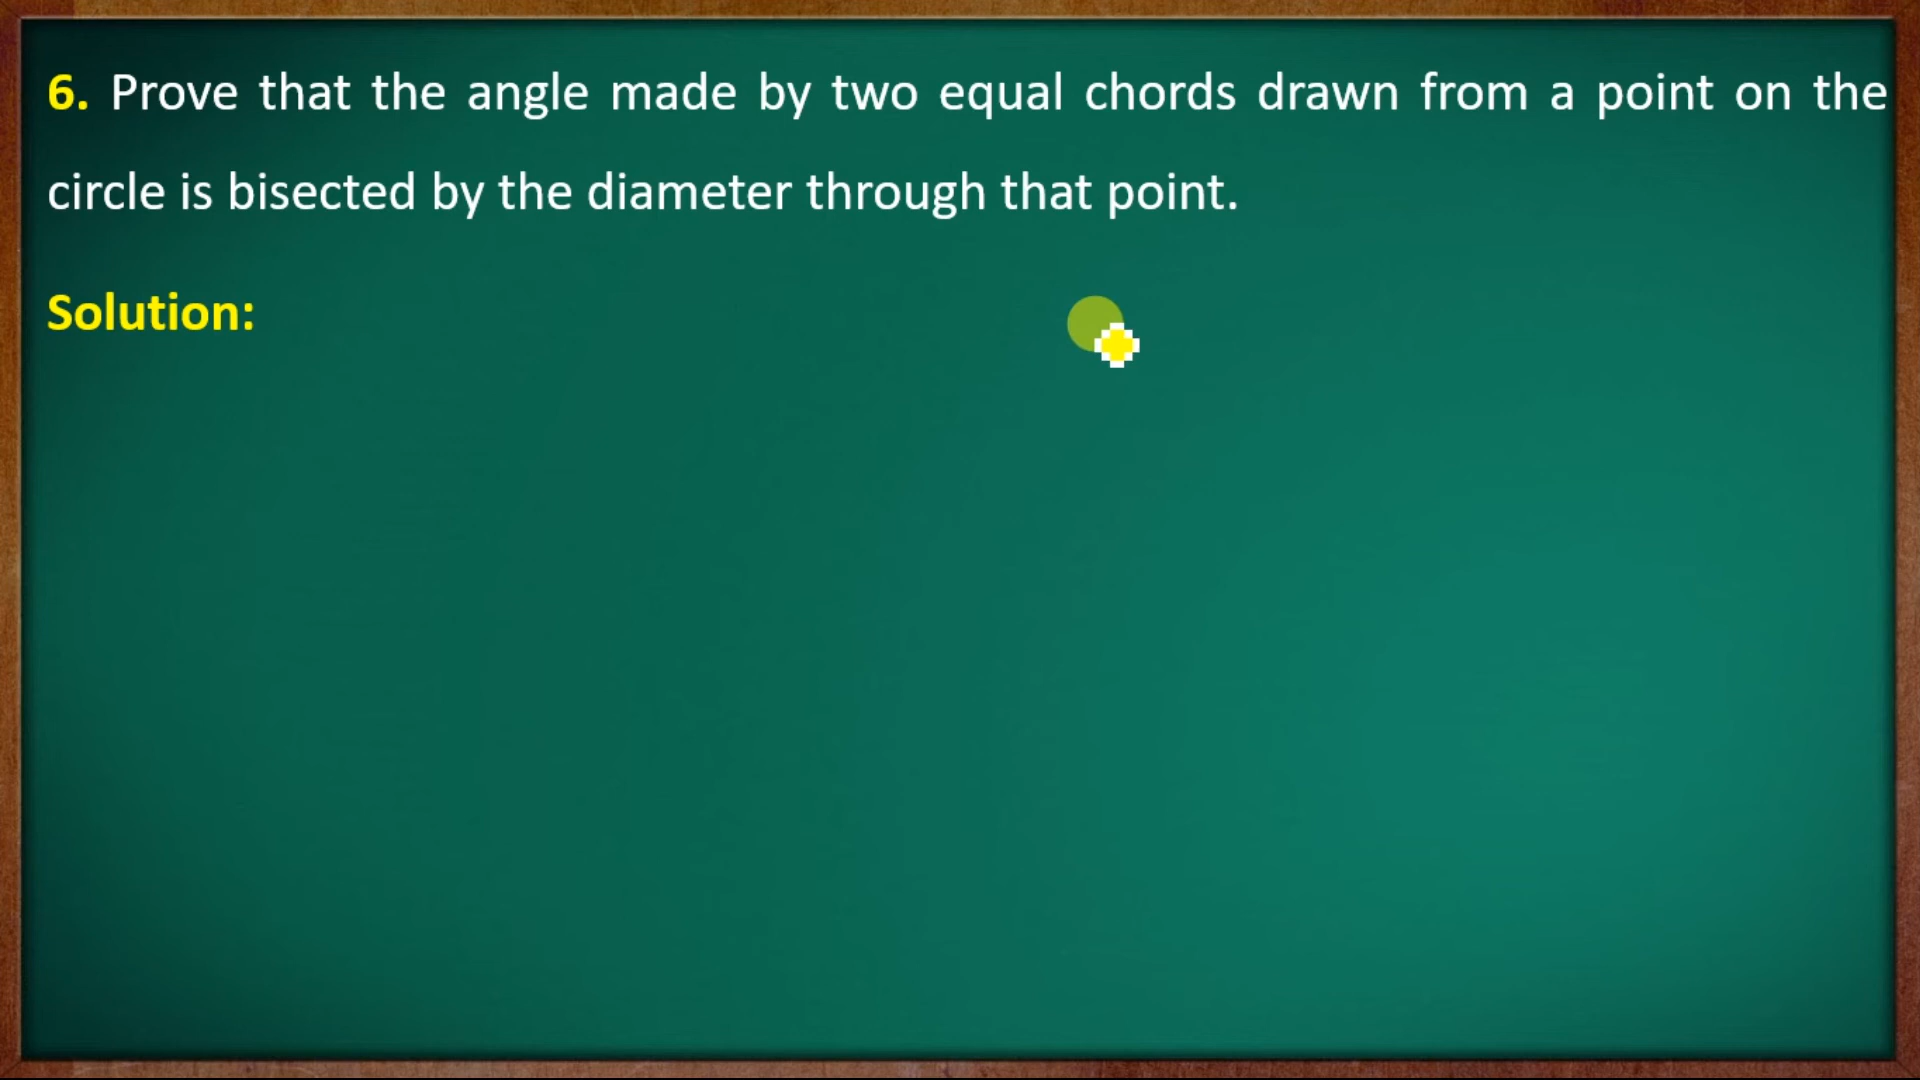 6. Prove that the angle made by two equal chords drawn from a point on the
circle is bisected by the diameter through that point.
Solution: